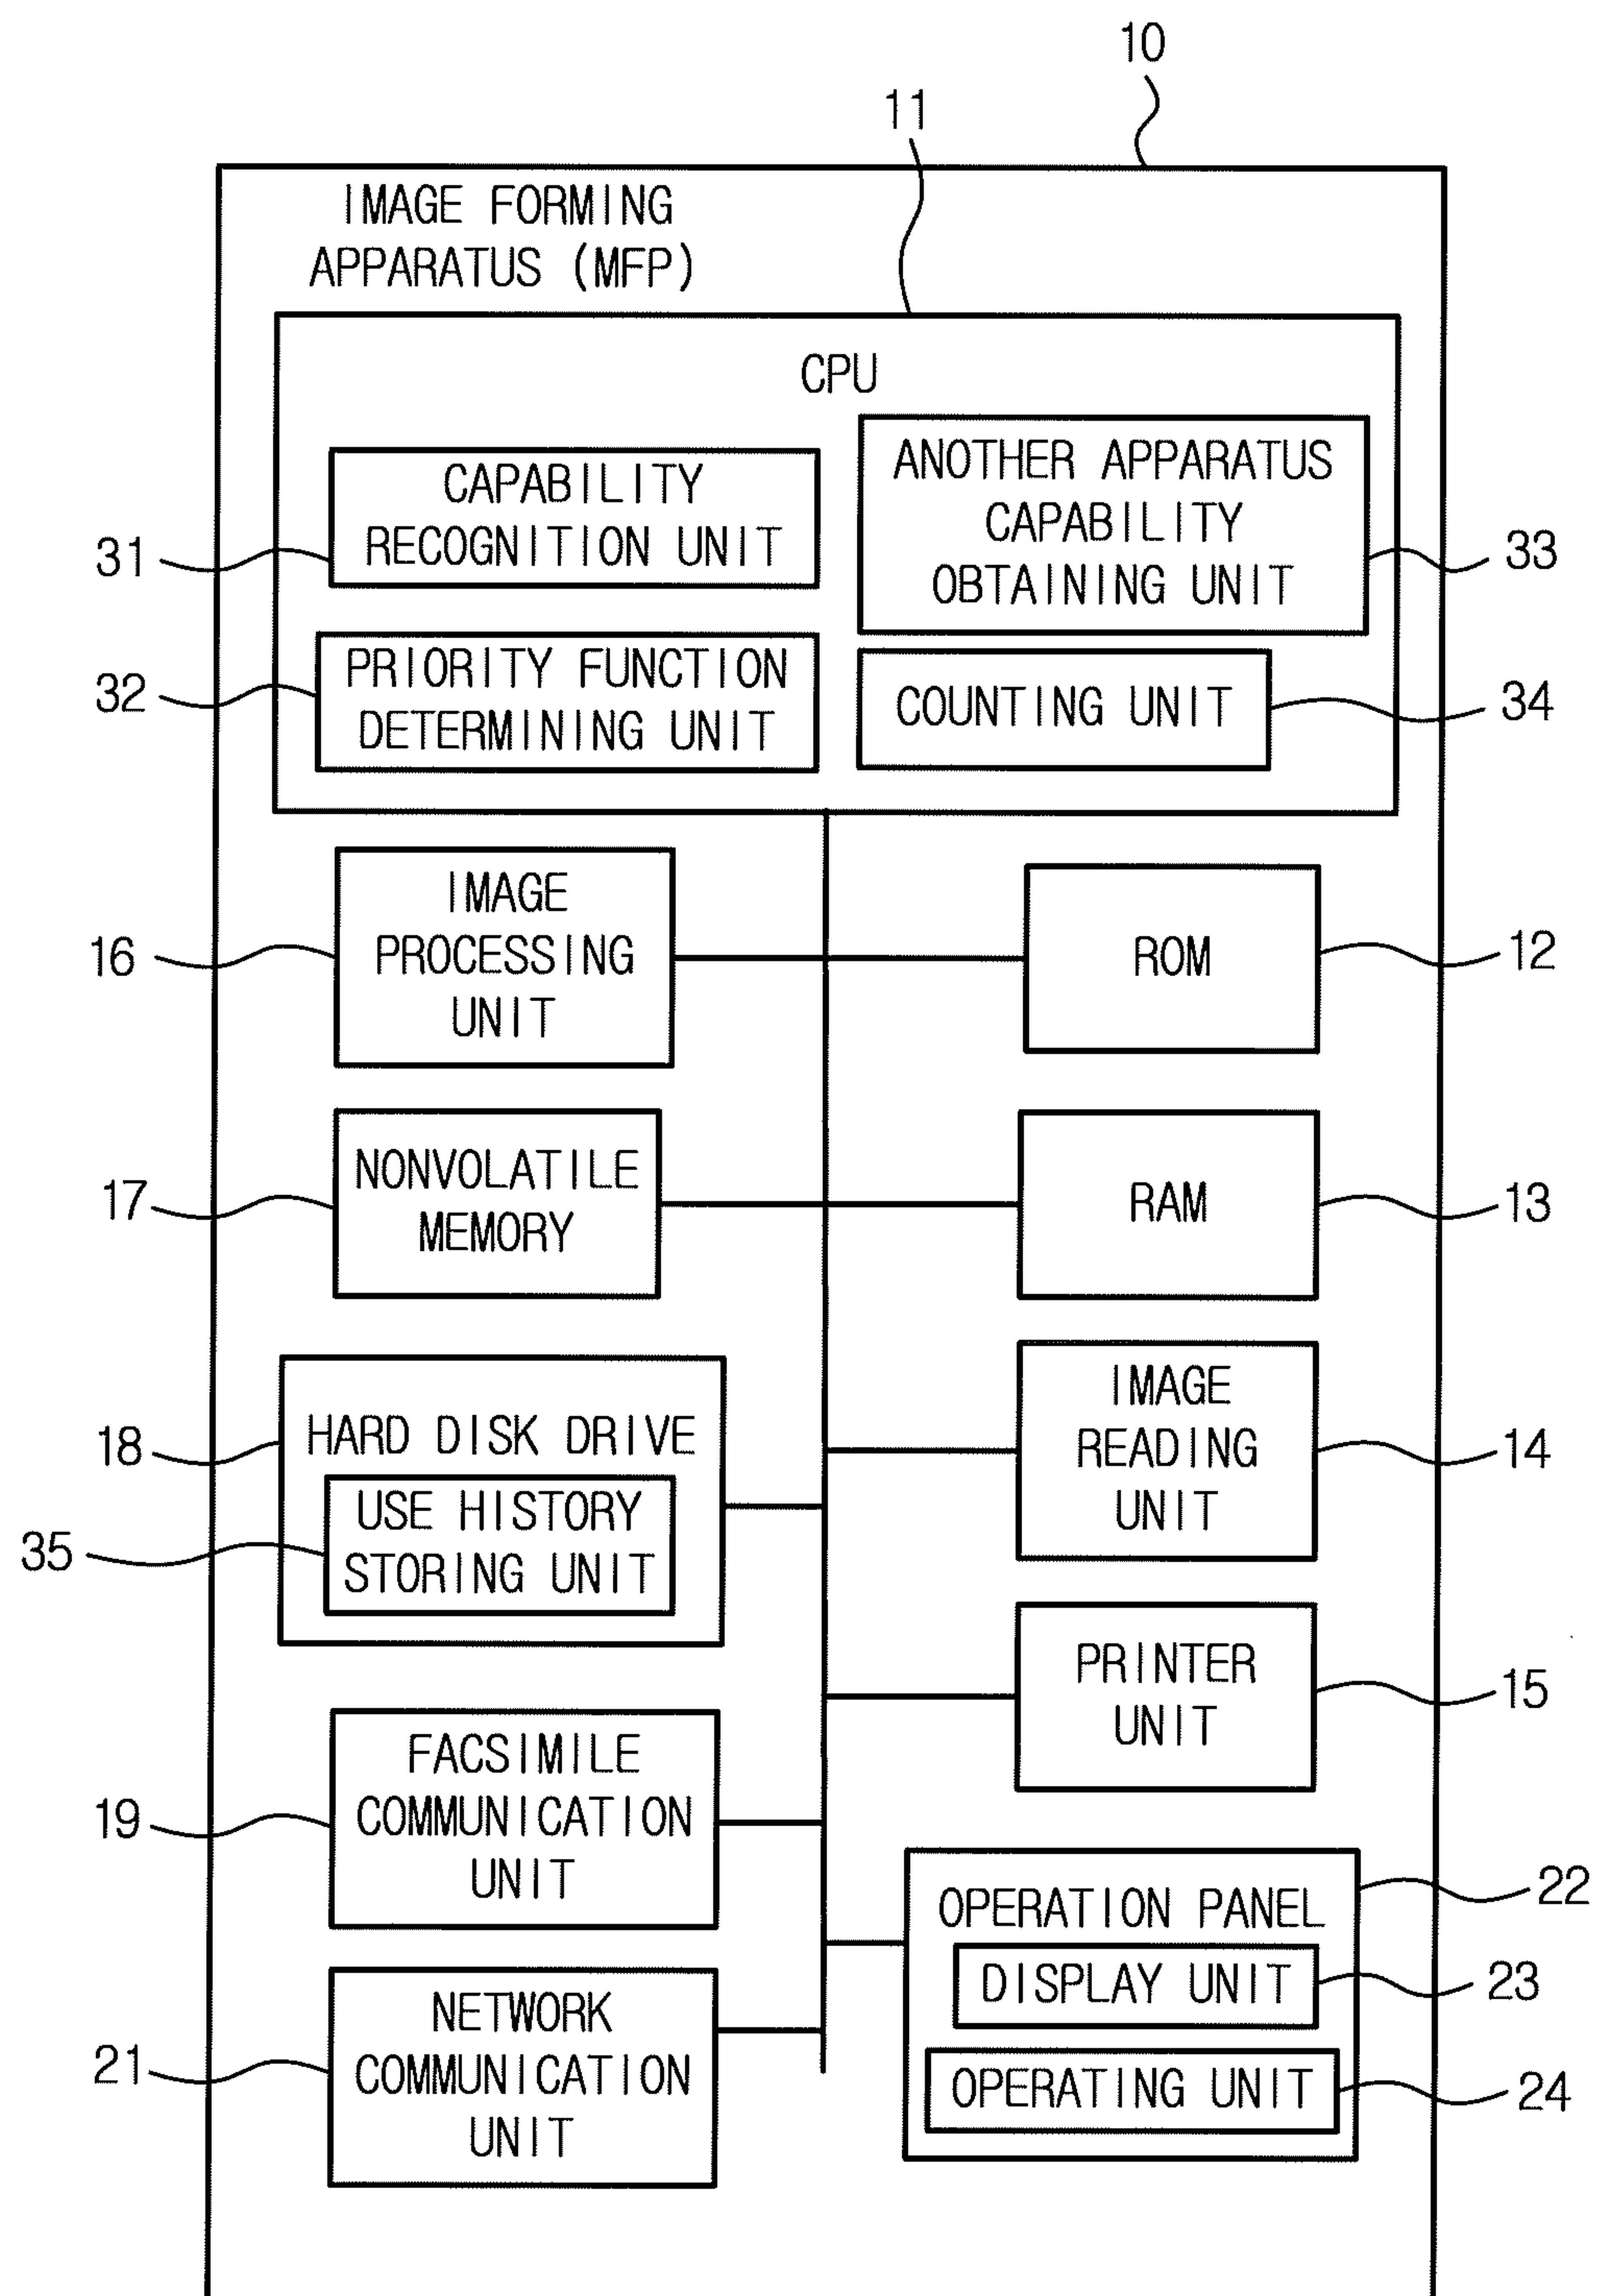 10
11
IMAGE FORMING
APPARATUS (MFP)
CPU
CAPABILITY
RECOGNITION UNIT
31
ANOTHER APPARATUS
CAPABILITY
OBTAINING UNIT
33
PRIORITY FUNCTION
DETERMINING UNIT
32
COUNTING UNIT
34
IMAGE
PROCESSING
UNIT
16
ROM
12
NONVOLATILE
MEMORY
17
RAM
13
HARD DISK DRIVE
18
USE HISTORY
STORING UNIT
35
IMAGE
READING
UNIT
14
PRINTER
UNIT
15
FACSIMILE
COMMUNICATION
UNIT
19
OPERATION PANEL
22
DISPLAY UNIT
23
OPERATING UNIT
24
NETWORK
COMMUNICATION
UNIT
21